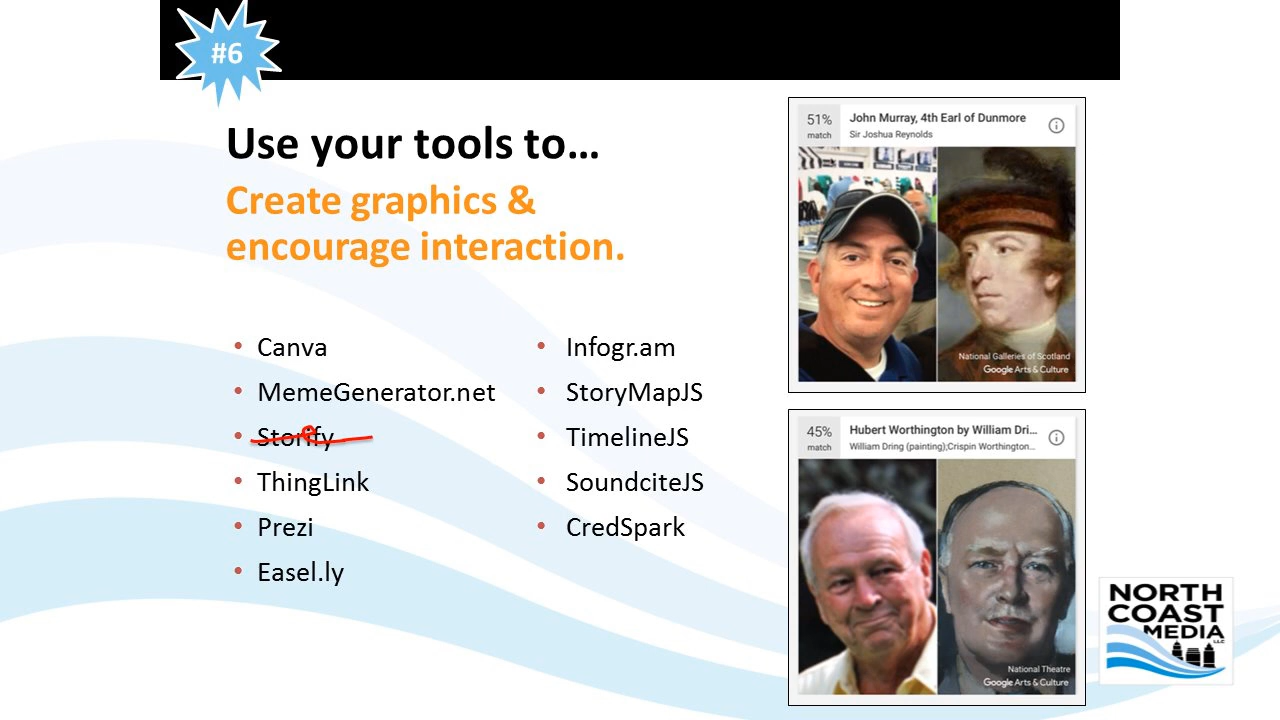 #6
Use your tools to…
Create graphics &
encourage interaction.
• Canva
• MemeGenerator.net
• Storify
• ThingLink
• Prezi
• Easel.ly
• Infogr.am
• StoryMapJS
• TimelineJS
• SoundciteJS
• CredSpark
51%
match
John Murray, 4th Earl of Dunmore
Sir Joshua Reynolds
National Galleries of Scotland
Google Arts & Culture
45%
match
Hubert Worthington by William Dri...
William Dring (painting);Crispin Worthington...
National Theatre
Google Arts & Culture
NORTH
COAST
MEDIA
LLC